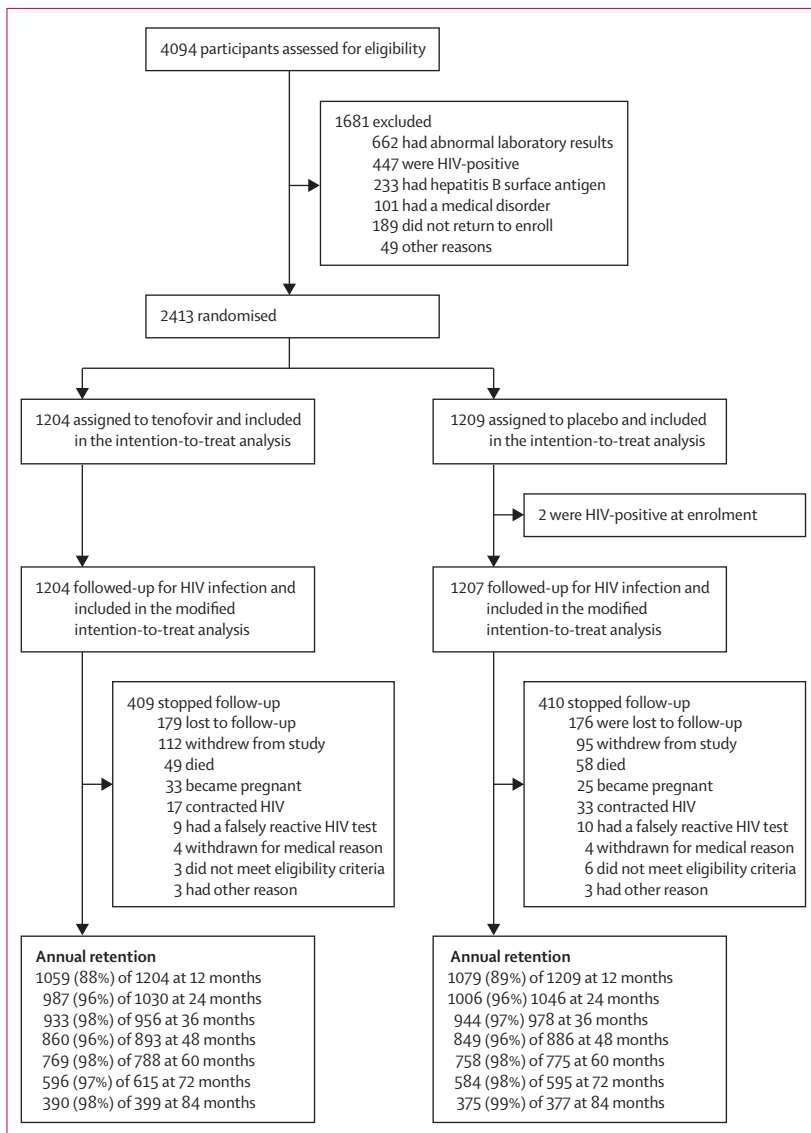 4094 participants assessed for eligibility
1681 excluded
662 had abnormal laboratory results
447 were HIV-positive
233 had hepatitis B surface antigen
101 had a medical disorder
189 did not return to enroll
49 other reasons
2413 randomised
1204 assigned to tenofovir and included
in the intention-to-treat analysis
1209 assigned to placebo and included
in the intention-to-treat analysis
2 were HIV-positive at enrolment
1204 followed-up for HIV infection and
included in the modified
intention-to-treat analysis
1207 followed-up for HIV infection and
included in the modified
intention-to-treat analysis
409 stopped follow-up
179 lost to follow-up
112 withdrew from study
49 died
33 became pregnant
17 contracted HIV
9 had a falsely reactive HIV test
4 withdrawn for medical reason
3 did not meet eligibility criteria
3 had other reason
410 stopped follow-up
176 were lost to follow-up
95 withdrew from study
58 died
25 became pregnant
33 contracted HIV
10 had a falsely reactive HIV test
4 withdrawn for medical reason
6 did not meet eligibility criteria
3 had other reason
Annual retention
1059 (88%) of 1204 at 12 months
987 (96%) of 1030 at 24 months
933 (98%) of 956 at 36 months
860 (96%) of 893 at 48 months
769 (98%) of 788 at 60 months
596 (97%) of 615 at 72 months
390 (98%) of 399 at 84 months
Annual retention
1079 (89%) of 1209 at 12 months
1006 (96%) 1046 at 24 months
944 (97%) 978 at 36 months
849 (96%) of 886 at 48 months
758 (98%) of 775 at 60 months
584 (98%) of 595 at 72 months
375 (99%) of 377 at 84 months